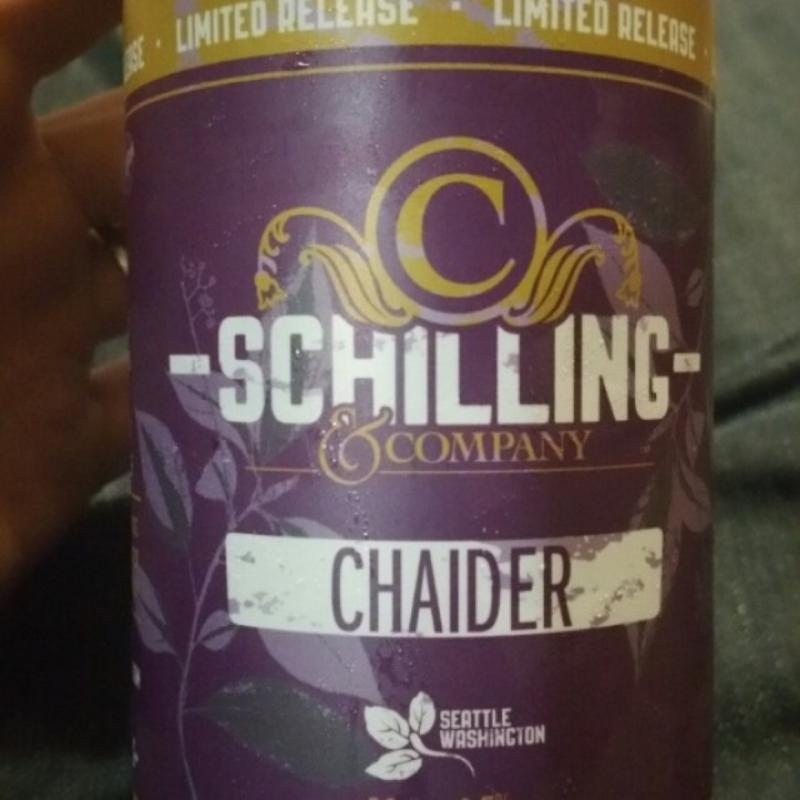 LIMITED RELEASE · LIMITED RELEASE
C
SCHILLING
& COMPANY
CHAIDER
SEATTLE
WASHINGTON